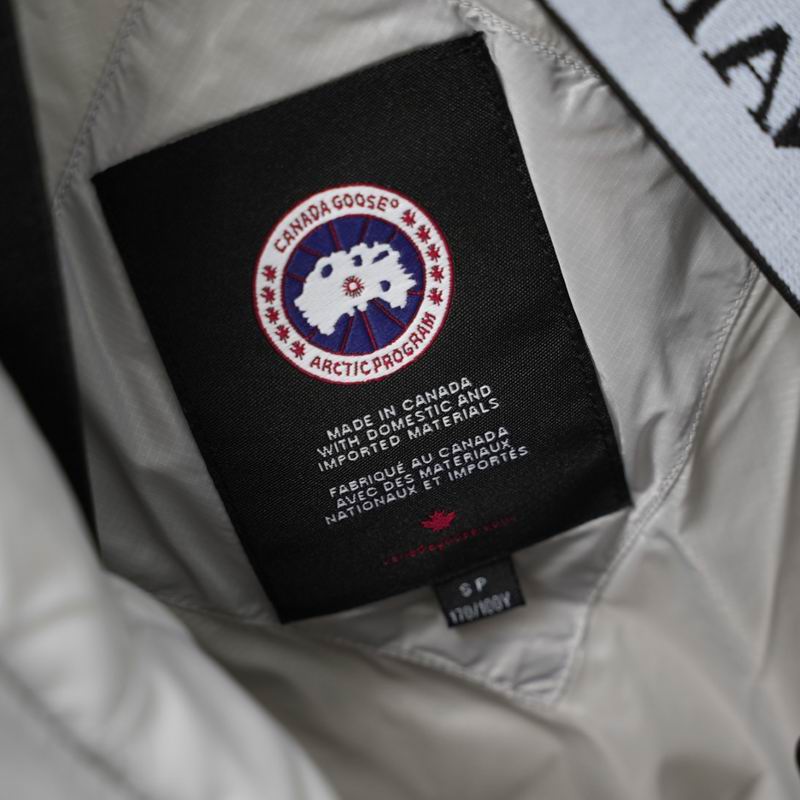 CANADA GOOSE®
ARCTIC PROGRAM
MADE IN CANADA
WITH DOMESTIC AND
IMPORTED MATERIALS
FABRIQUÉ AU CANADA
AVEC DES MATÉRIAUX
NATIONAUX ET IMPORTÉS
S P
170/100Y